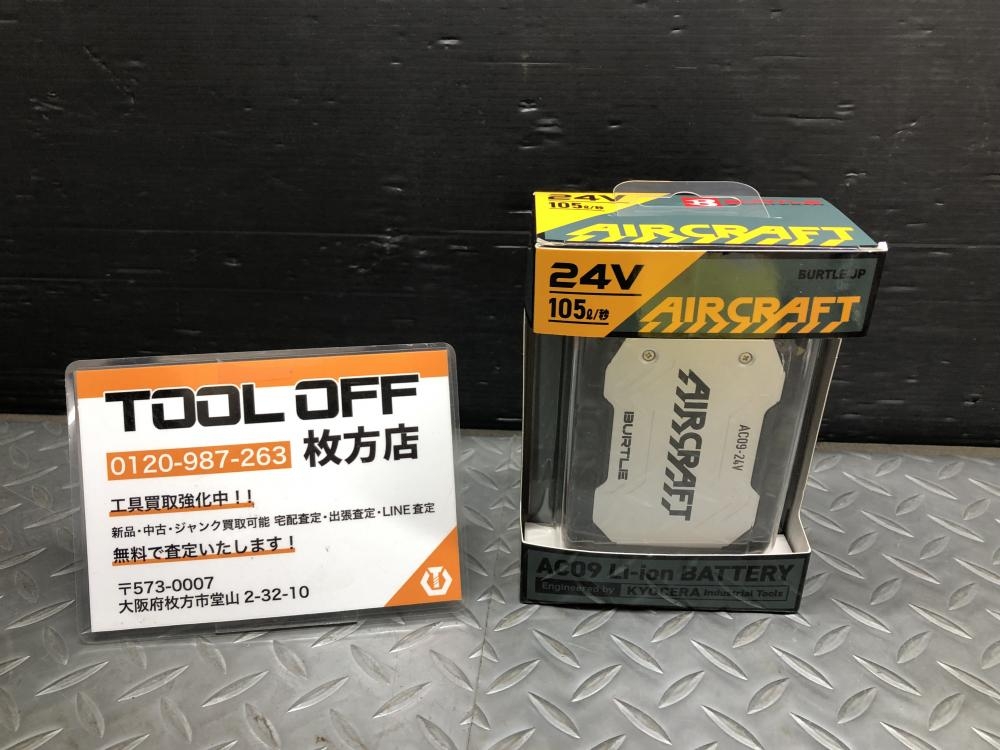 TOOL OFF
0120-987-263 枚方店
工具買取強化中！！
新品・中古・ジャンク買取可能 宅配査定・出張査定・LINE査定
無料で査定いたします！
〒573-0007
大阪府枚方市堂山 2-32-10
24V
105ℓ/秒
BURTLE
AIRCRAFT
24V
105ℓ/秒
BURTLE.JP
AIRCRAFT
AIRCRAFT
BURTLE
AC09-24V
AC09 Li-ion BATTERY
Engineered by KYOCERA Industrial Tools